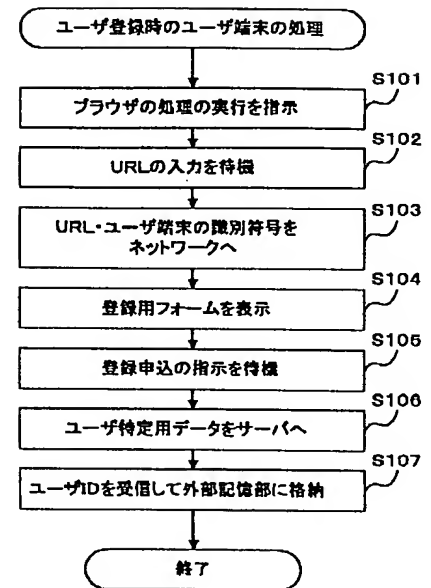 ユーザ登録時のユーザ端末の処理
S101
ブラウザの処理の実行を指示
S102
URLの入力を待機
S103
URL・ユーザ端末の識別符号を
ネットワークへ
S104
登録用フォームを表示
S105
登録申込の指示を待機
S106
ユーザ特定用データをサーバへ
S107
ユーザIDを受信して外部記憶部に格納
終了